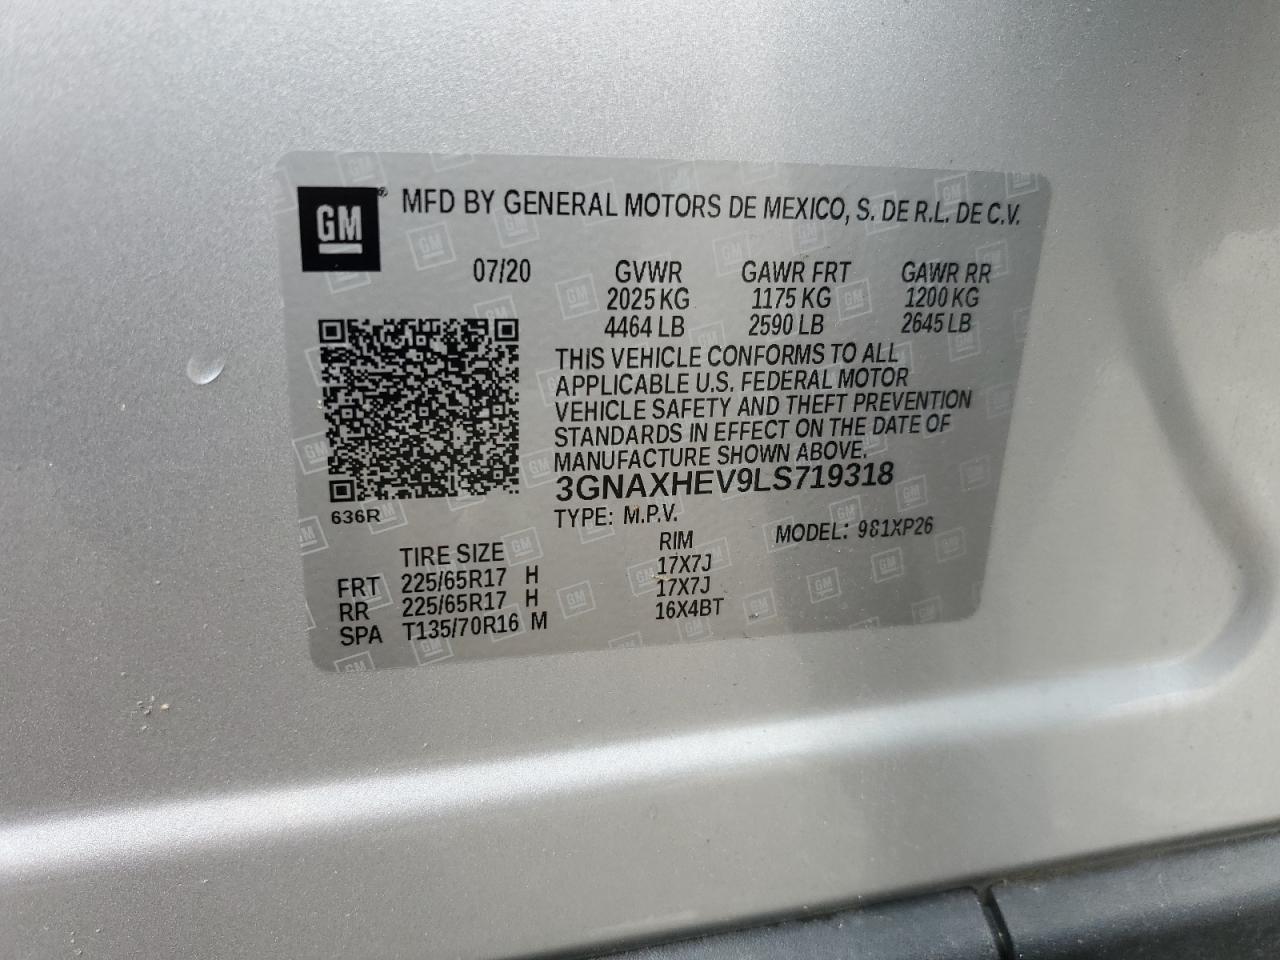 GM® MFD BY GENERAL MOTORS DE MEXICO, S. DE R.L. DE C.V.
07/20 GVWR GAWR FRT GAWR RR
2025 KG 1175 KG 1200 KG
4464 LB 2590 LB 2645 LB
THIS VEHICLE CONFORMS TO ALL
APPLICABLE U.S. FEDERAL MOTOR
VEHICLE SAFETY AND THEFT PREVENTION
STANDARDS IN EFFECT ON THE DATE OF
MANUFACTURE SHOWN ABOVE.
3GNAXHEV9LS719318
636R
TYPE: M.P.V. MODEL: 981XP26
TIRE SIZE RIM
FRT 225/65R17 H 17X7J
RR 225/65R17 H 17X7J
SPA T135/70R16 M 16X4BT